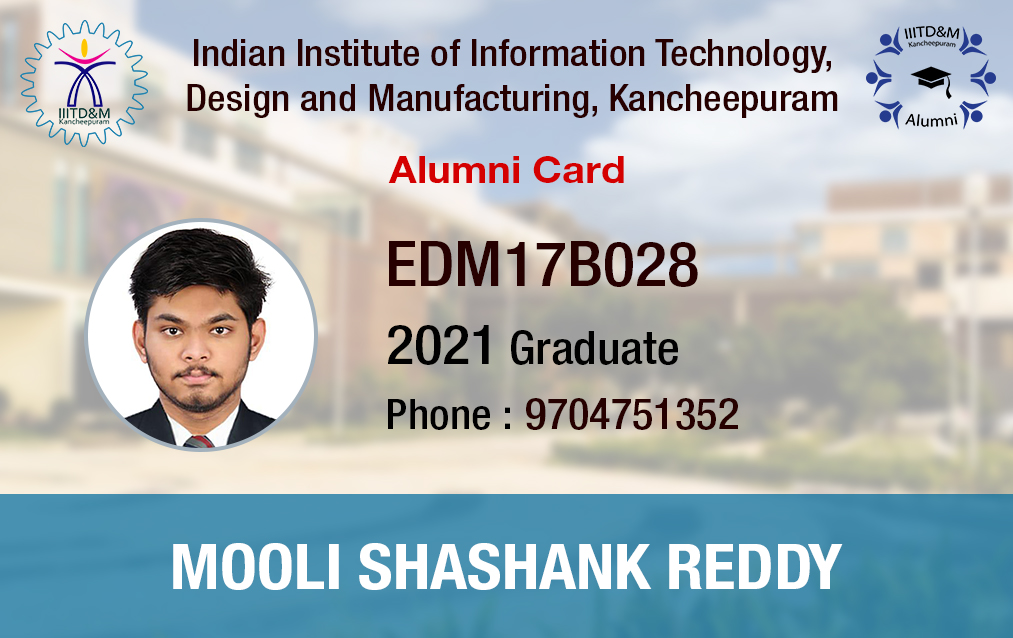 Indian Institute of Information Technology,
Design and Manufacturing, Kancheepuram
IIITD&M
Kancheepuram
IIITD&M
Kancheepuram
Alumni
Alumni Card
EDM17B028
2021 Graduate
Phone : 9704751352
MOOLI SHASHANK REDDY